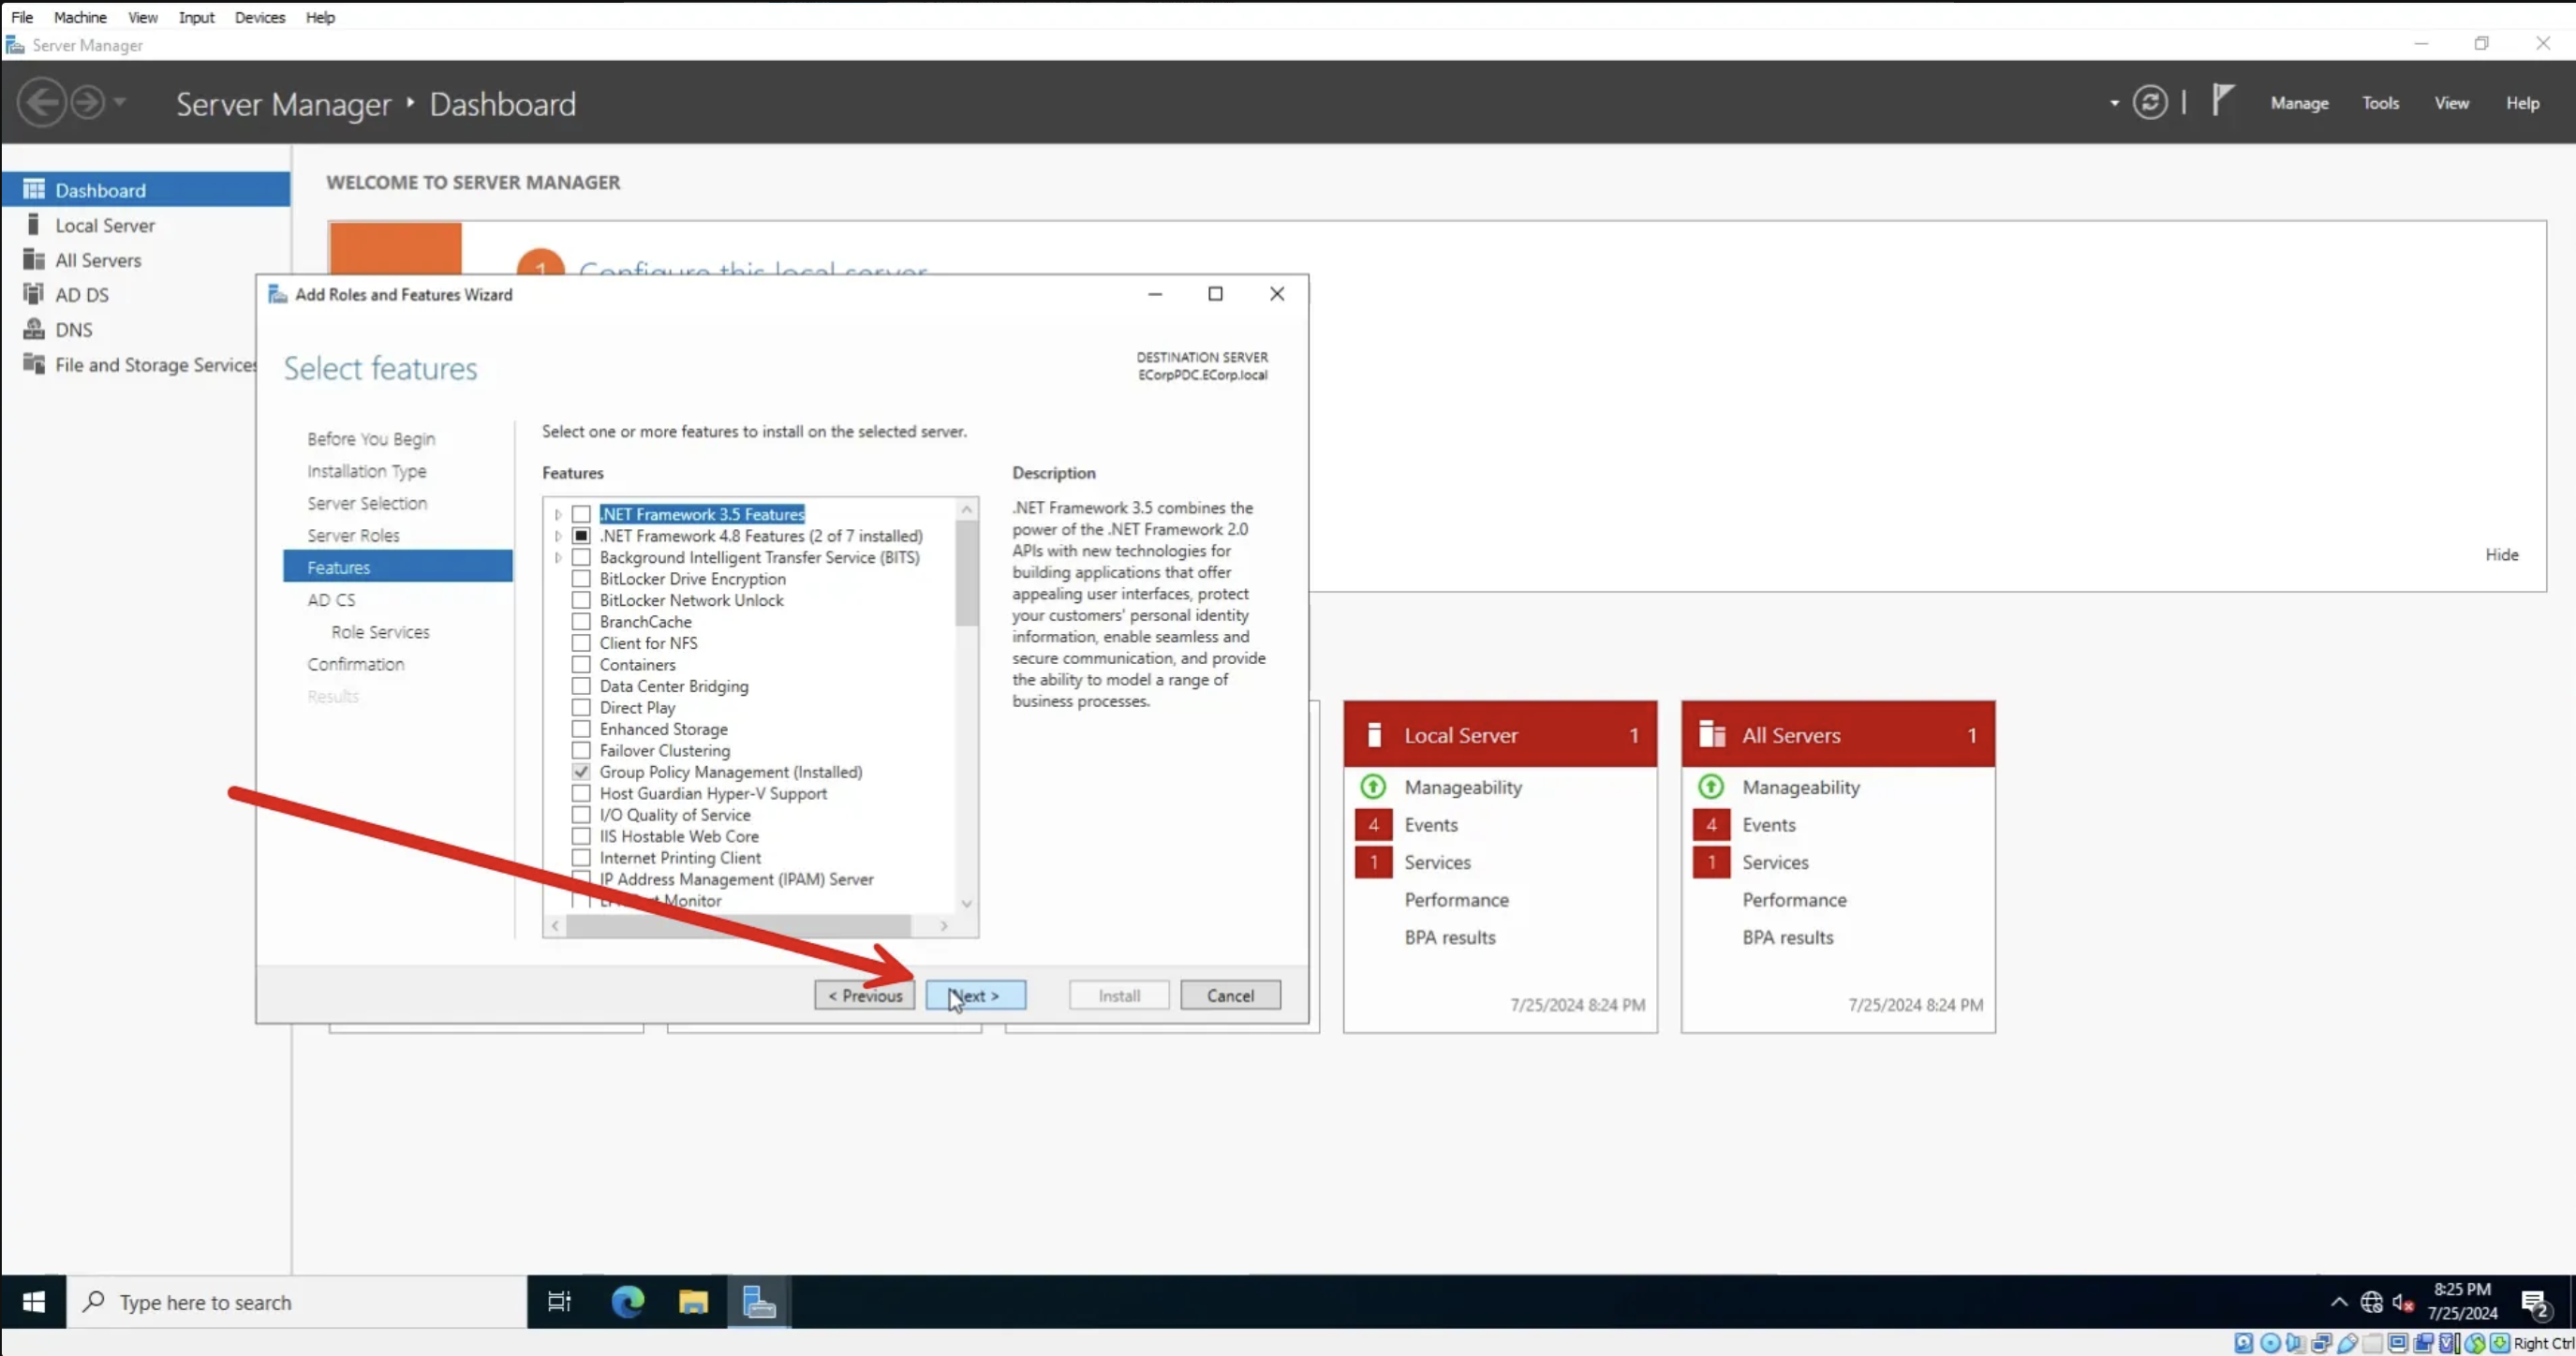 File Machine View Input Devices Help
Server Manager
Server Manager ‣ Dashboard
Manage Tools View Help
Dashboard
Local Server
All Servers
AD DS
DNS
File and Storage Services
WELCOME TO SERVER MANAGER
1 Configure this local server
Hide
Add Roles and Features Wizard
Select features
DESTINATION SERVER
ECorpPDC.ECorp.local
Before You Begin
Installation Type
Server Selection
Server Roles
Features
AD CS
Role Services
Confirmation
Results
Select one or more features to install on the selected server.
Features
.NET Framework 3.5 Features
.NET Framework 4.8 Features (2 of 7 installed)
Background Intelligent Transfer Service (BITS)
BitLocker Drive Encryption
BitLocker Network Unlock
BranchCache
Client for NFS
Containers
Data Center Bridging
Direct Play
Enhanced Storage
Failover Clustering
Group Policy Management (Installed)
Host Guardian Hyper-V Support
I/O Quality of Service
IIS Hostable Web Core
Internet Printing Client
IP Address Management (IPAM) Server
Monitor
Description
.NET Framework 3.5 combines the
power of the .NET Framework 2.0
APIs with new technologies for
building applications that offer
appealing user interfaces, protect
your customers' personal identity
information, enable seamless and
secure communication, and provide
the ability to model a range of
business processes.
< Previous Next > Install Cancel
Local Server 1
Manageability
4 Events
1 Services
Performance
BPA results
7/25/2024 8:24 PM
All Servers 1
Manageability
4 Events
1 Services
Performance
BPA results
7/25/2024 8:24 PM
Type here to search
8:25 PM
7/25/2024
2
Right Ctrl